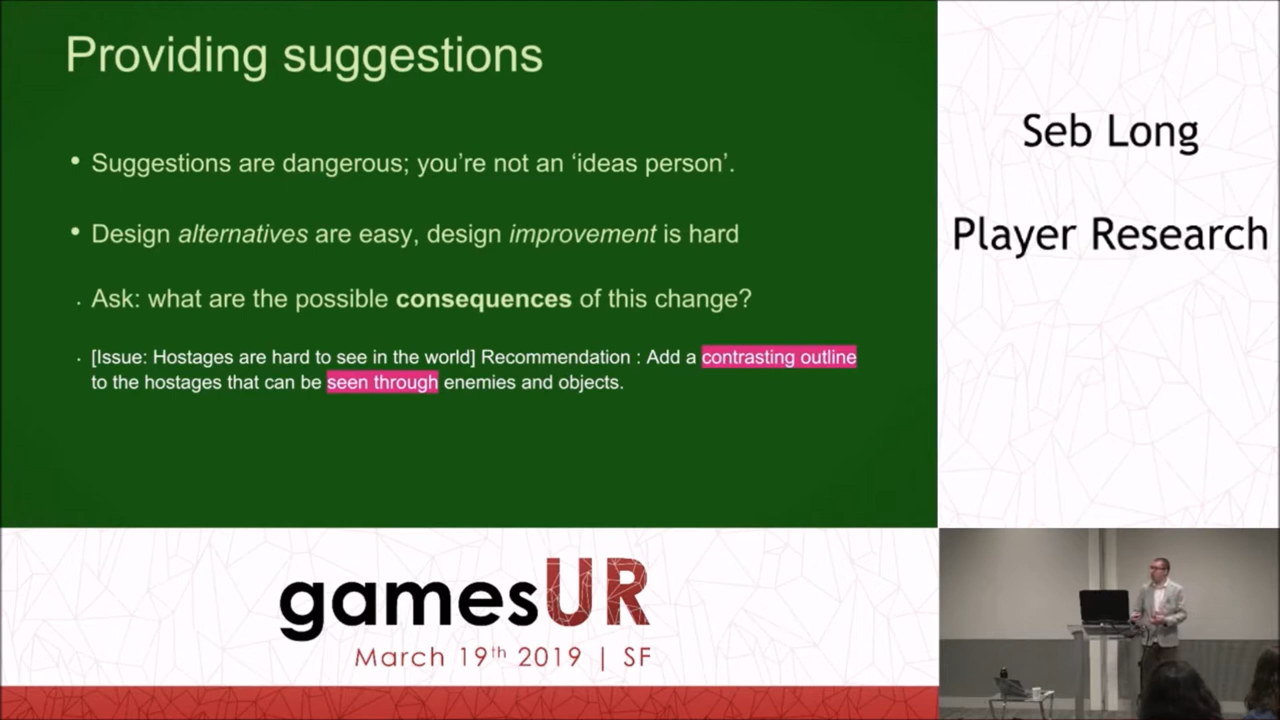 Providing suggestions
• Suggestions are dangerous; you’re not an ‘ideas person’.
• Design alternatives are easy, design improvement is hard
· Ask: what are the possible consequences of this change?
· [Issue: Hostages are hard to see in the world] Recommendation : Add a contrasting outline
to the hostages that can be seen through enemies and objects.
Seb Long
Player Research
gamesUR
March 19th 2019 | SF